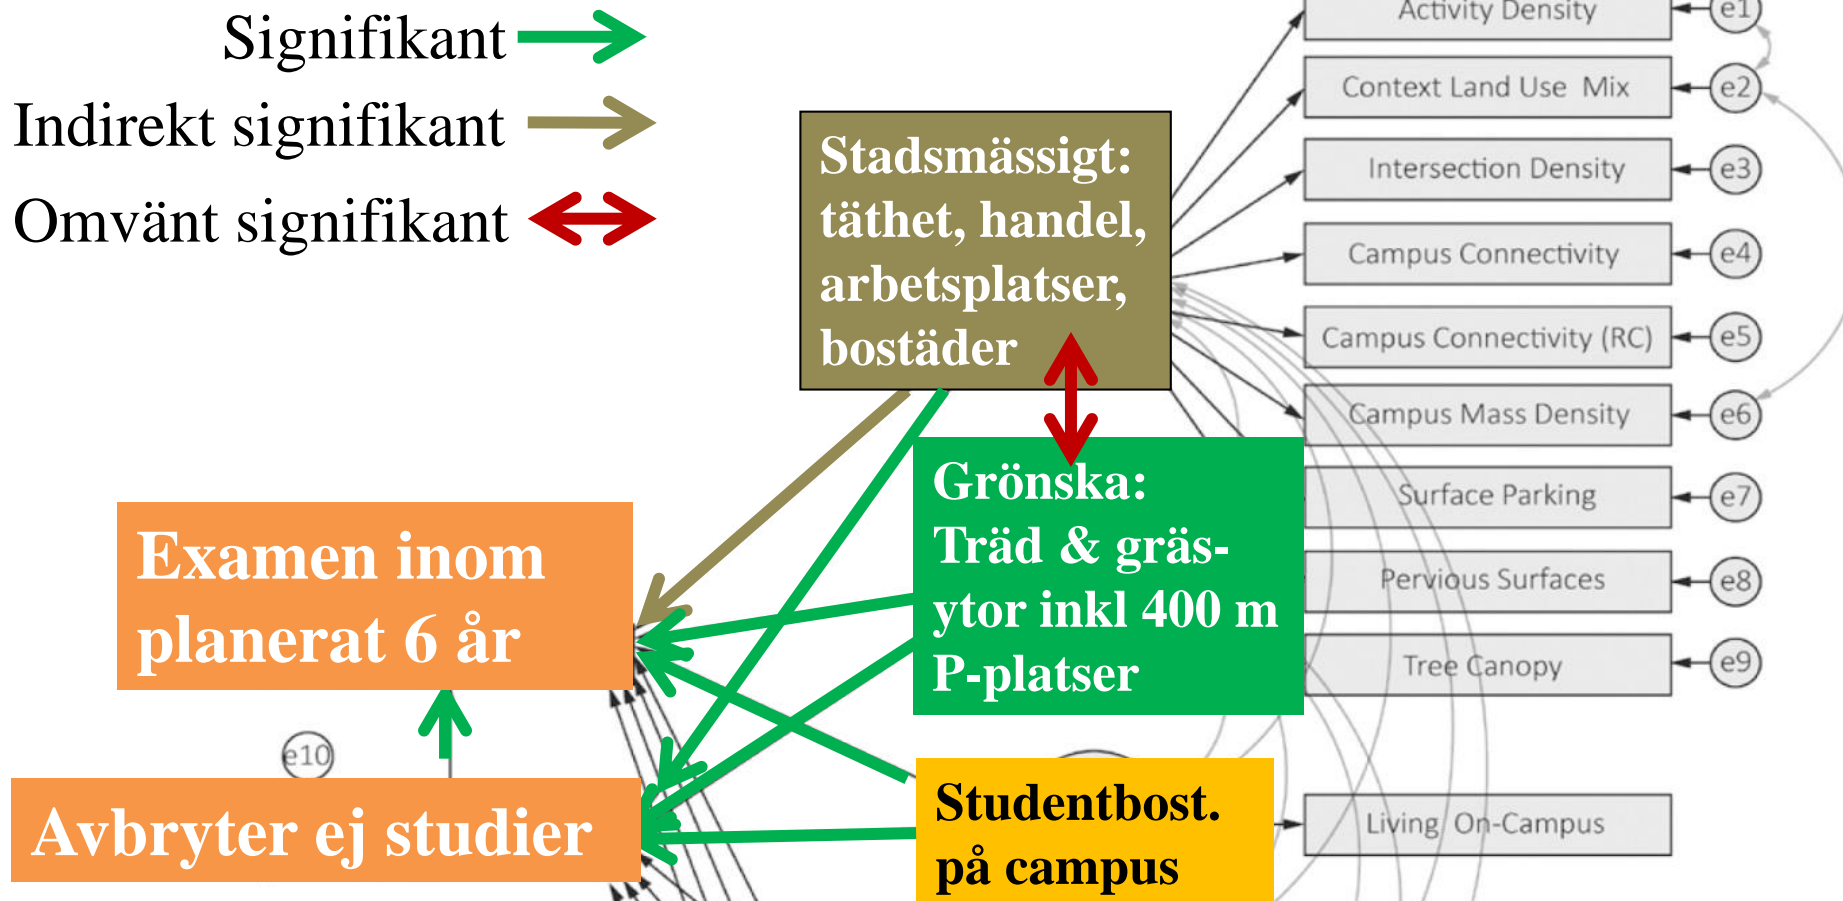 Signifikant
Indirekt signifikant
Omvänt signifikant
Stadsmässigt:
täthet, handel,
arbetsplatser,
bostäder
Grönska:
Träd & gräs-
ytor inkl 400 m
P-platser
Examen inom
planerat 6 år
e10
Avbryter ej studier
Studentbost.
på campus
Activity Density
e1
Context Land Use Mix
e2
Intersection Density
e3
Campus Connectivity
e4
Campus Connectivity (RC)
e5
Campus Mass Density
e6
Surface Parking
e7
Pervious Surfaces
e8
Tree Canopy
e9
Living On-Campus